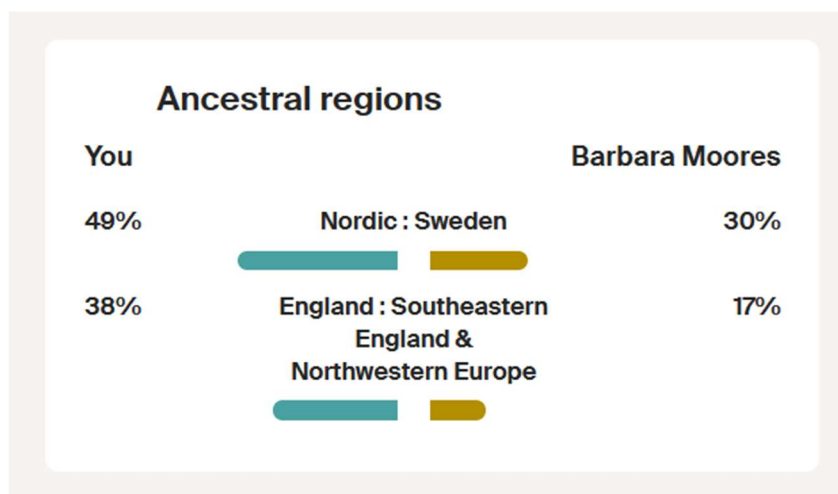 Ancestral regions
You Barbara Moores
49% Nordic : Sweden 30%
38% England : Southeastern 17%
England &
Northwestern Europe